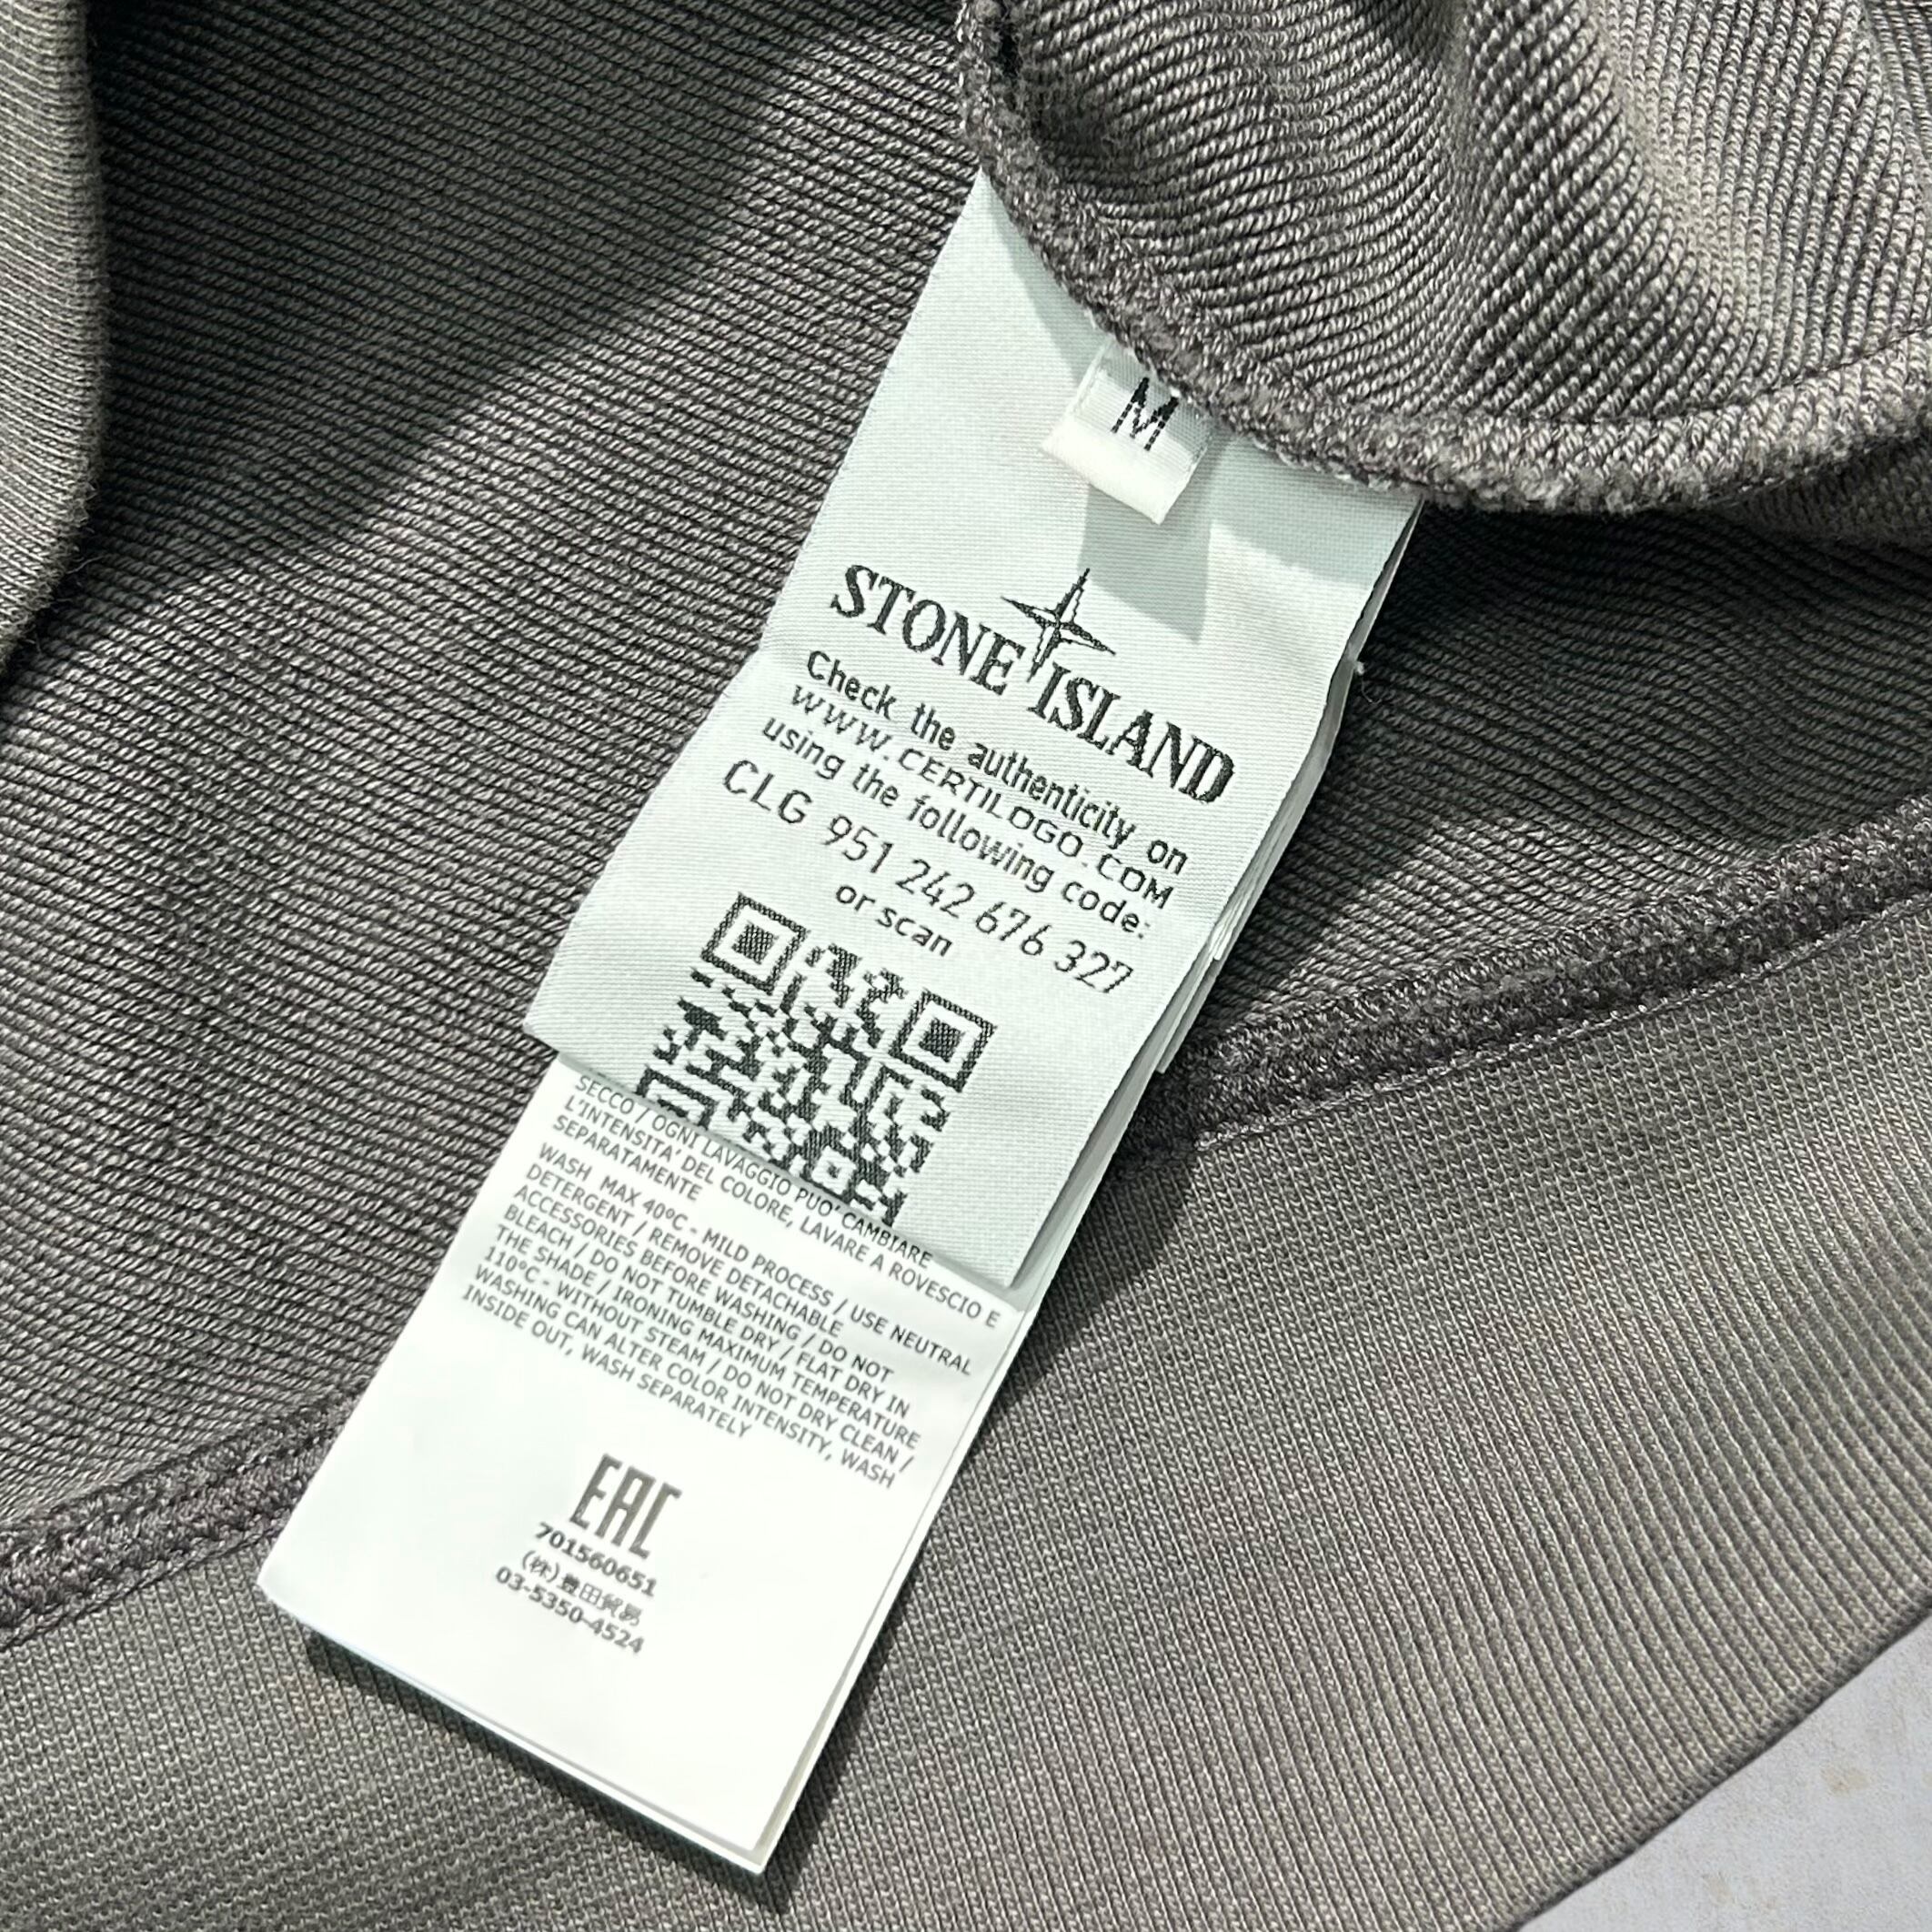 M
STONE ISLAND
Check the authenticity on
WWW.CERTILOGO.COM
using the following code:
CLG 951 242 676 327
or scan
SECCO / OGNI LAVAGGIO PUO' CAMBIARE
L'INTENSITA' DEL COLORE, LAVARE A ROVESCIO E
SEPARATAMENTE
WASH MAX 40°C - MILD PROCESS / USE NEUTRAL
DETERGENT / REMOVE DETACHABLE
ACCESSORIES BEFORE WASHING / DO NOT
BLEACH / DO NOT TUMBLE DRY / FLAT DRY IN
THE SHADE / IRONING MAXIMUM TEMPERATURE
110°C - WITHOUT STEAM / DO NOT DRY CLEAN /
WASHING CAN ALTER COLOR INTENSITY, WASH
INSIDE OUT, WASH SEPARATELY
EAC
701560651
(株)豊田貿易
03-5350-4524